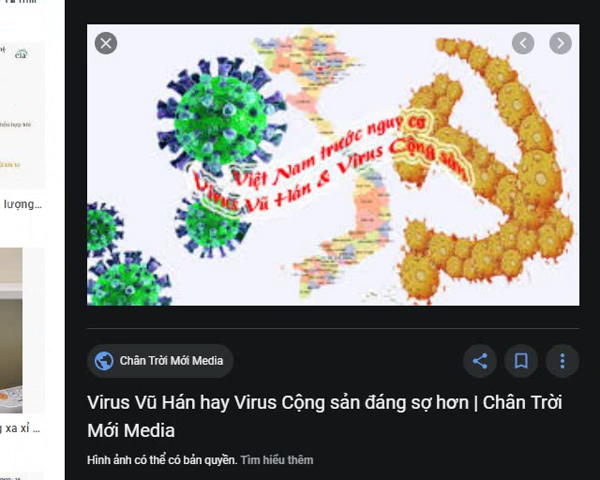 lượng...
xa xỉ ...
Việt Nam trước nguy cơ
Virus Vũ Hán & Virus Cộng sản
Chân Trời Mới Media
Virus Vũ Hán hay Virus Cộng sản đáng sợ hơn | Chân Trời
Mới Media
Hình ảnh có thể có bản quyền. Tìm hiểu thêm